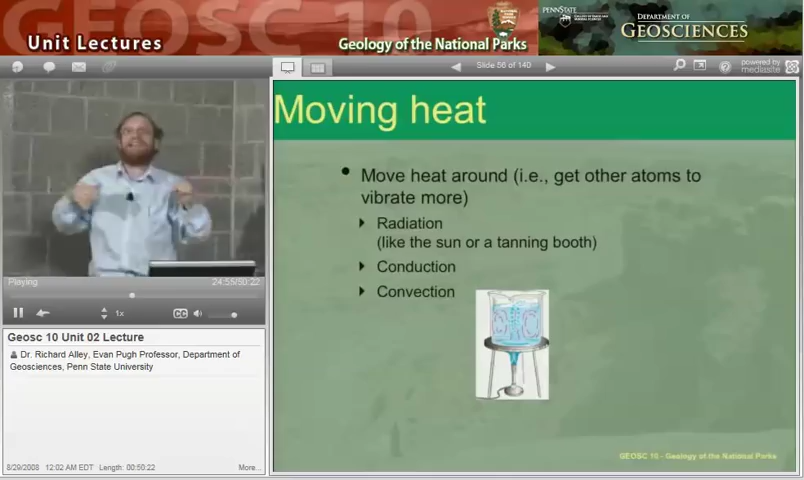 GEOSC 10
Unit Lectures
Geology of the National Parks
PENNSTATE
DEPARTMENT OF
GEOSCIENCES
Slide 56 of 140
powered by
mediasite
Moving heat
• Move heat around (i.e., get other atoms to
vibrate more)
Radiation
(like the sun or a tanning booth)
Conduction
Convection
GEOSC 10 - Geology of the National Parks
Playing
24:55/50:22
1x
CC
Geosc 10 Unit 02 Lecture
Dr. Richard Alley, Evan Pugh Professor, Department of
Geosciences, Penn State University
8/29/2008 12:02 AM EDT Length: 00:50:22
More...